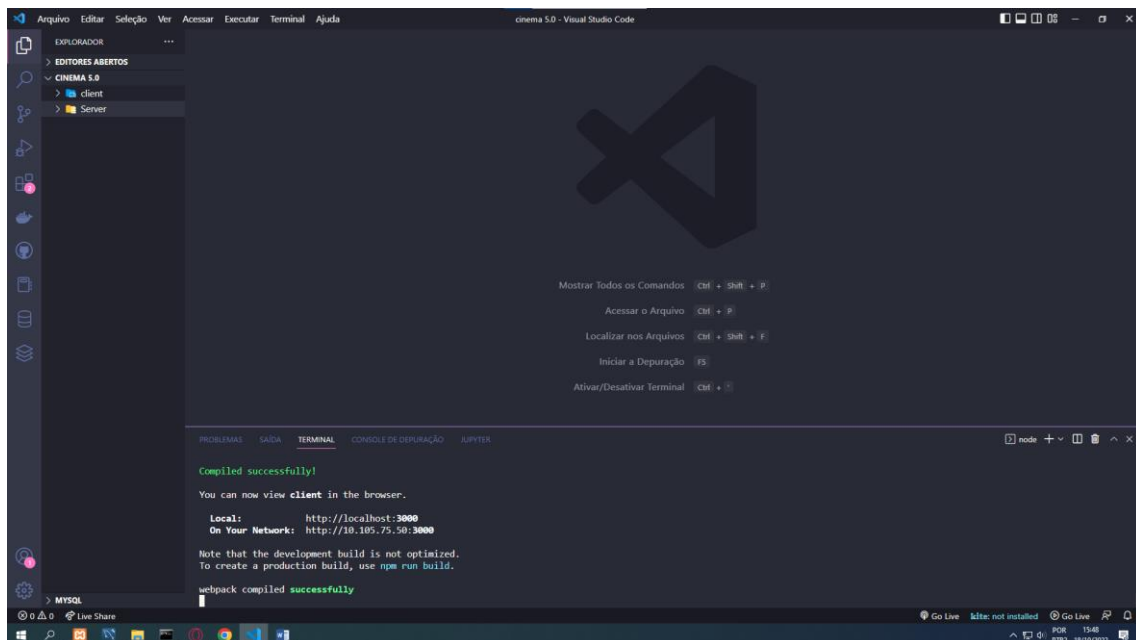 Arquivo Editar Seleção Ver Acessar Executar Terminal Ajuda
cinema 5.0 - Visual Studio Code
EXPLORADOR
EDITORES ABERTOS
CINEMA 5.0
client
Server
Mostrar Todos os Comandos Ctrl + Shift + P
Acessar o Arquivo Ctrl + P
Localizar nos Arquivos Ctrl + Shift + F
Iniciar a Depuração F5
Ativar/Desativar Terminal Ctrl + '
PROBLEMAS SAÍDA TERMINAL CONSOLE DE DEPURAÇÃO JUPYTER
node
Compiled successfully!
You can now view client in the browser.
Local: http://localhost:3000
On Your Network: http://10.105.75.50:3000
Note that the development build is not optimized.
To create a production build, use npm run build.
webpack compiled successfully
MYSQL
0 0 Live Share
Go Live kite: not installed Go Live
POR 15:48